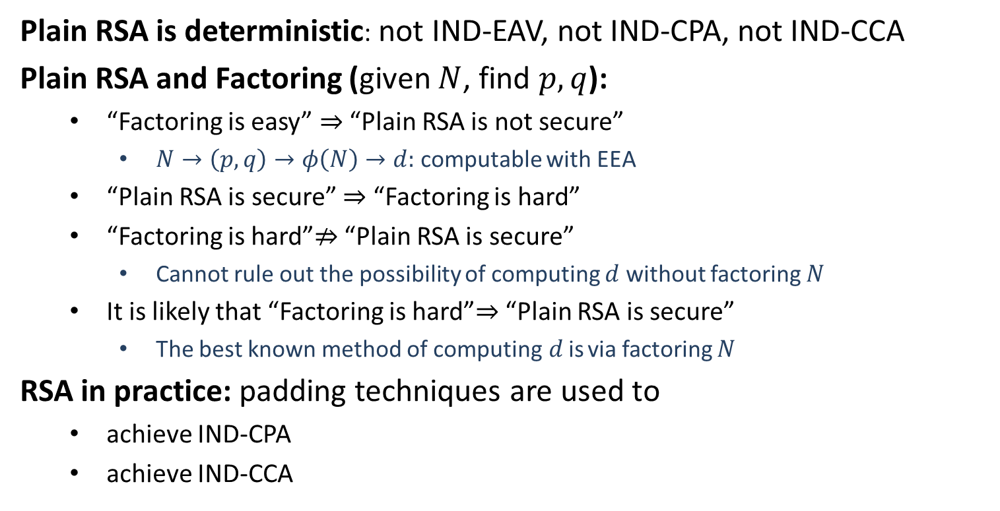 Plain RSA is deterministic: not IND-EAV, not IND-CPA, not IND-CCA
Plain RSA and Factoring (given N, find p, q):
• “Factoring is easy” ⇒ “Plain RSA is not secure”
• N → (p, q) → ϕ(N) → d: computable with EEA
• “Plain RSA is secure” ⇒ “Factoring is hard”
• “Factoring is hard”⇏ “Plain RSA is secure”
• Cannot rule out the possibility of computing d without factoring N
• It is likely that “Factoring is hard”⇒ “Plain RSA is secure”
• The best known method of computing d is via factoring N
RSA in practice: padding techniques are used to
• achieve IND-CPA
• achieve IND-CCA